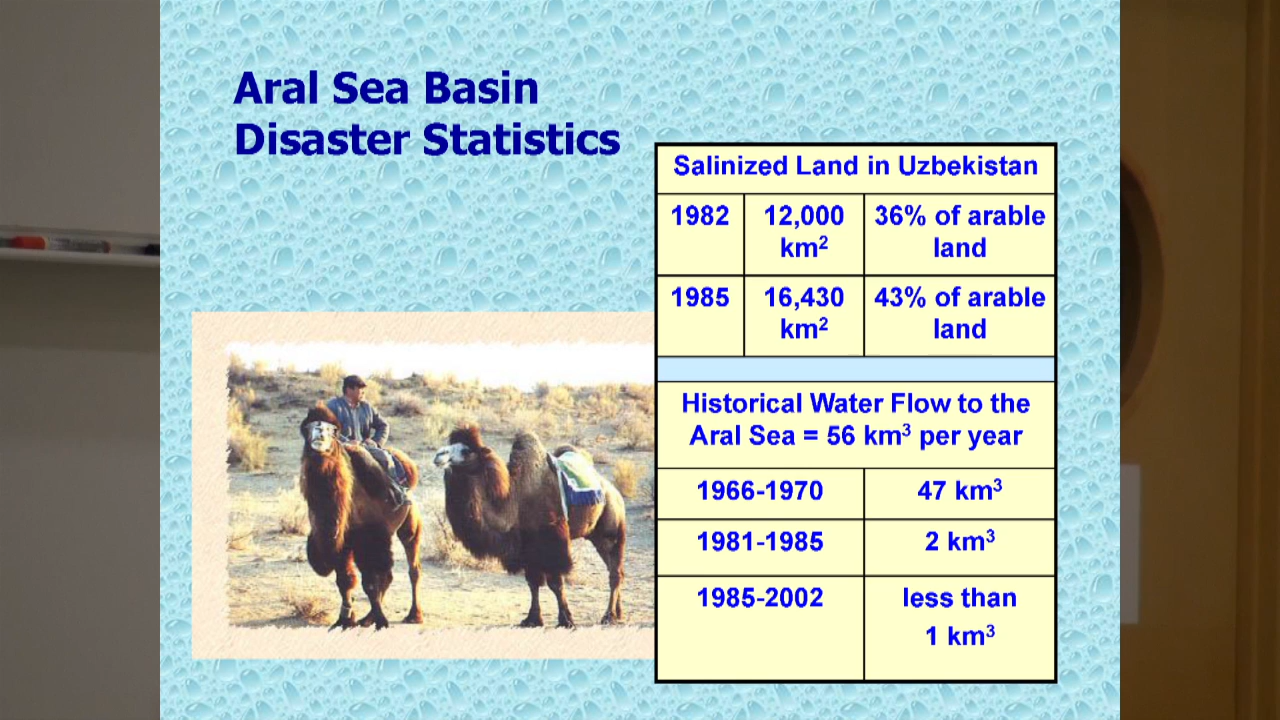 Aral Sea Basin
Disaster Statistics
Salinized Land in Uzbekistan
1982
12,000
km²
36% of arable
land
1985
16,430
km²
43% of arable
land
Historical Water Flow to the
Aral Sea = 56 km³ per year
1966-1970
47 km³
1981-1985
2 km³
1985-2002
less than
1 km³